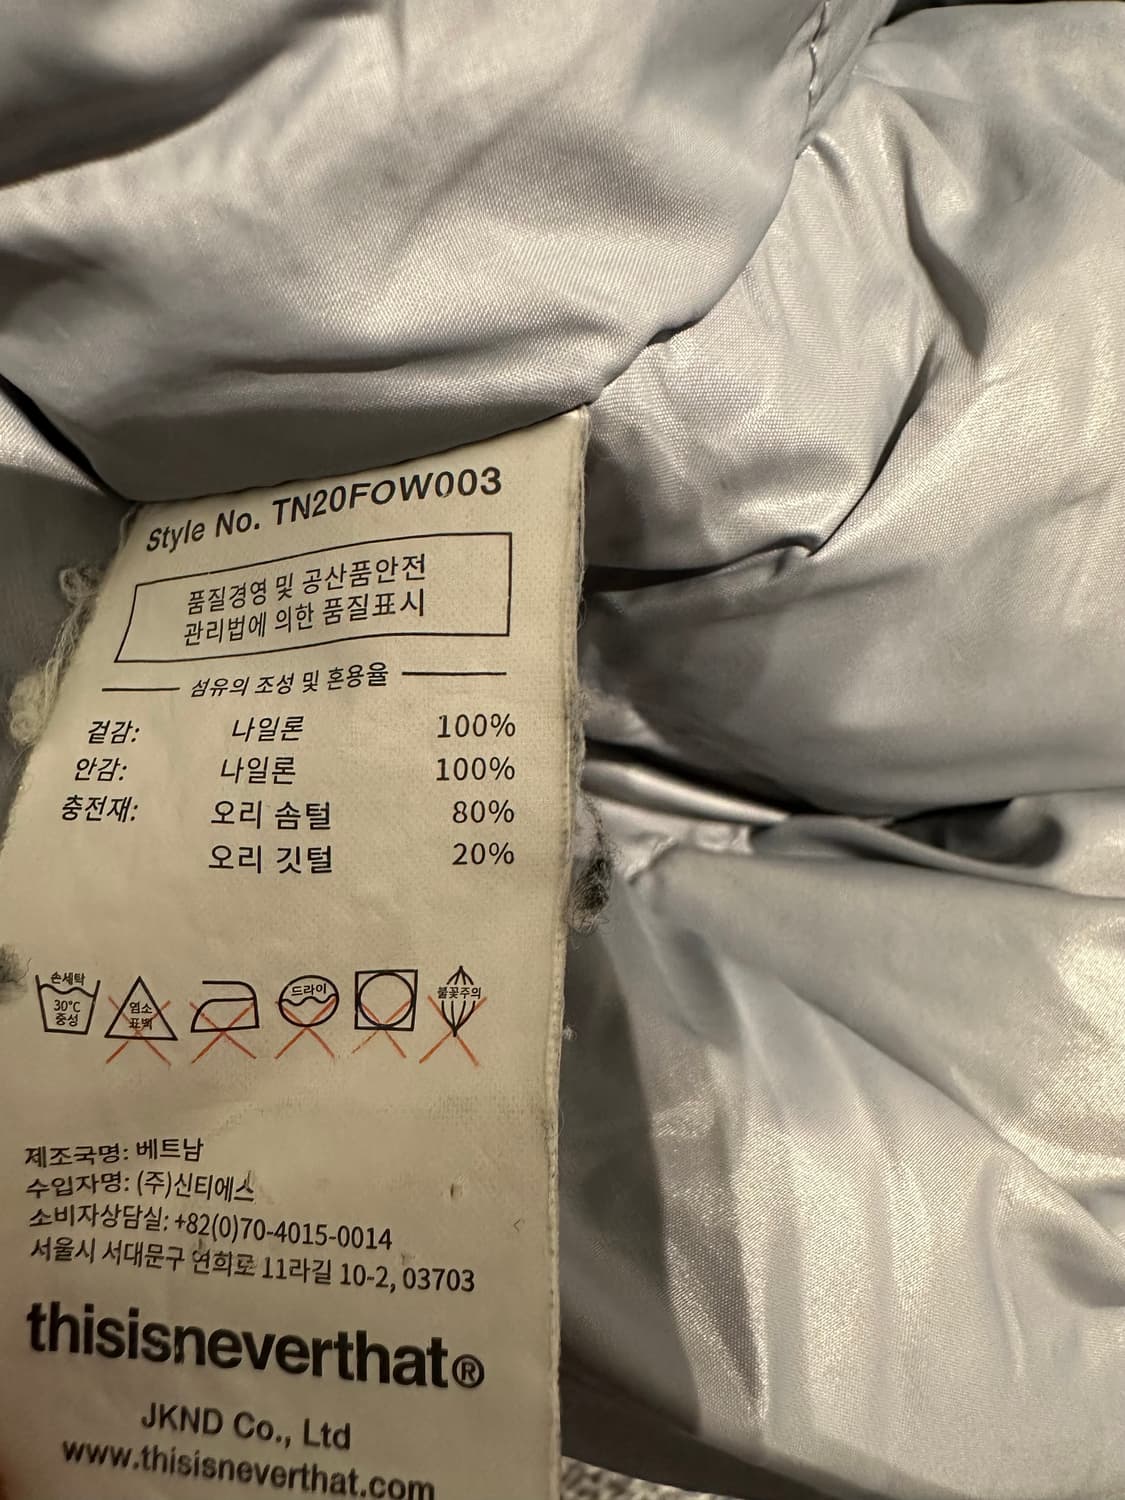 Style No. TN20FOW003
품질경영 및 공산품안전
관리법에 의한 품질표시
섬유의 조성 및 혼용율
겉감: 나일론 100%
안감: 나일론 100%
충전재: 오리 솜털 80%
오리 깃털 20%
손세탁
30°C
중성
염소
표백
드라이
불꽃주의
제조국명: 베트남
수입자명: (주)신티에스
소비자상담실: +82(0)70-4015-0014
서울시 서대문구 연희로 11라길 10-2, 03703
thisisneverthat®
JKND Co., Ltd
www.thisisneverthat.com